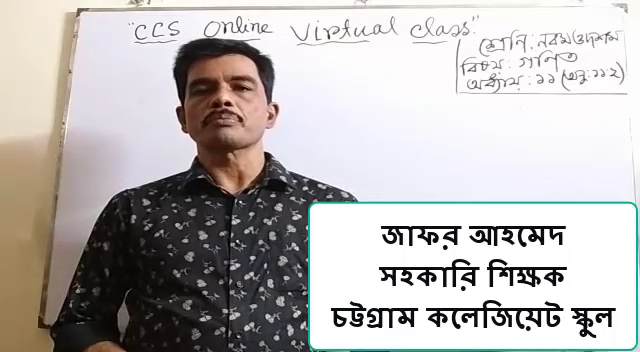 "CCS Online Virtual Class"
শ্রেণি: নবম ও দশম
বিষয়: গণিত
অধ্যায়: ১১ (অনু: ১১.২)
জাফর আহমেদ
সহকারি শিক্ষক
চট্টগ্রাম কলেজিয়েট স্কুল